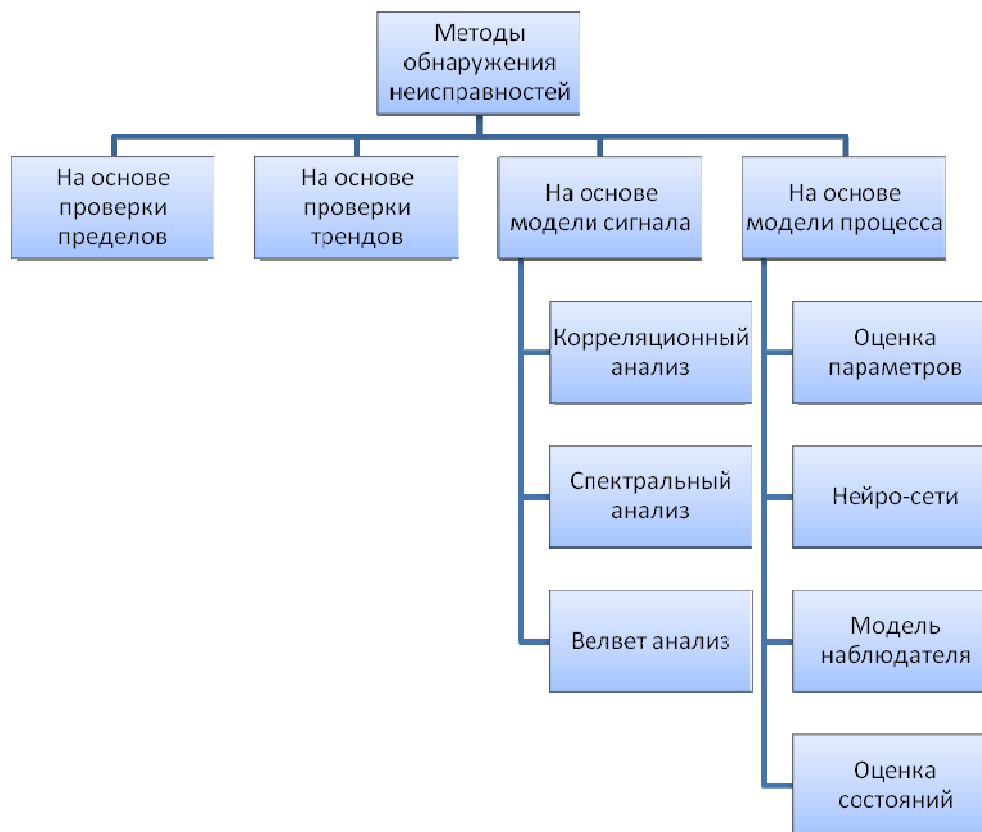 Методы
обнаружения
неисправностей
На основе
проверки
пределов
На основе
проверки
трендов
На основе
модели сигнала
На основе
модели процесса
Корреляционный
анализ
Спектральный
анализ
Велвет анализ
Оценка
параметров
Нейро-сети
Модель
наблюдателя
Оценка
состояний